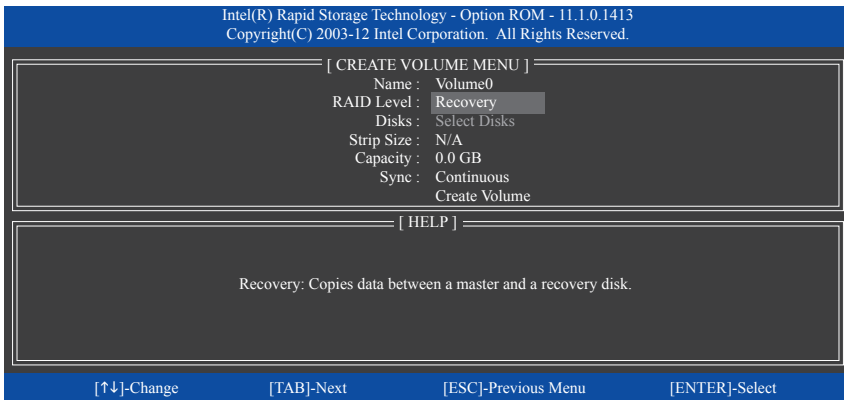 Intel(R) Rapid Storage Technology - Option ROM - 11.1.0.1413
Copyright(C) 2003-12 Intel Corporation. All Rights Reserved.
[ CREATE VOLUME MENU ]
Name : Volume0
RAID Level : Recovery
Disks : Select Disks
Strip Size : N/A
Capacity : 0.0 GB
Sync : Continuous
Create Volume
[ HELP ]
Recovery: Copies data between a master and a recovery disk.
[↑↓]-Change [TAB]-Next [ESC]-Previous Menu [ENTER]-Select